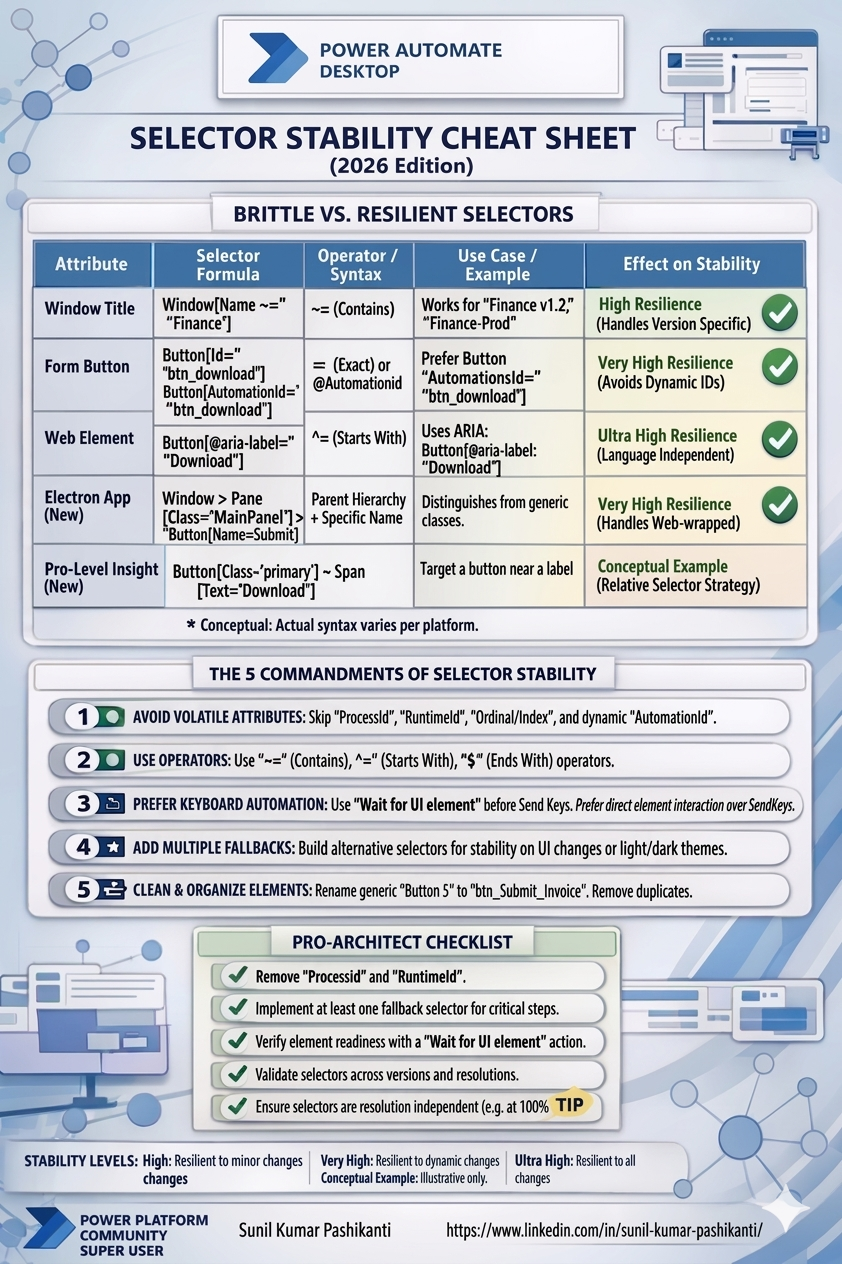 POWER AUTOMATE
DESKTOP
SELECTOR STABILITY CHEAT SHEET
(2026 Edition)
BRITTLE VS. RESILIENT SELECTORS
Attribute
Selector
Formula
Operator /
Syntax
Use Case /
Example
Effect on Stability
Window Title
Window[Name ~="
"Finance"]
~= (Contains)
Works for "Finance v1.2,"
"Finance-Prod"
High Resilience
(Handles Version Specific)
Form Button
Button[Id="
"btn_download"]
Button[AutomationId='
"btn_download"]
= (Exact) or
@Automationid
Prefer Button
"AutomationsId="
"btn_download"]
Very High Resilience
(Avoids Dynamic IDs)
Web Element
Button[@aria-label="
"Download"]
^= (Starts With)
Uses ARIA:
Button[@aria-label:
"Download"]
Ultra High Resilience
(Language Independent)
Electron App
(New)
Window > Pane
[Class="MainPanel"] >
"Button[Name=Submit]
Parent Hierarchy
+ Specific Name
Distinguishes from generic
classes.
Very High Resilience
(Handles Web-wrapped)
Pro-Level Insight
(New)
Button[Class-'primary'] ~ Span
[Text="Download"]
Target a button near a label
Conceptual Example
(Relative Selector Strategy)
* Conceptual: Actual syntax varies per platform.
THE 5 COMMANDMENTS OF SELECTOR STABILITY
1 AVOID VOLATILE ATTRIBUTES: Skip "ProcessId", "RuntimeId", "Ordinal/Index", and dynamic "AutomationId".
2 USE OPERATORS: Use "~=" (Contains), ^=" (Starts With), "$" (Ends With) operators.
3 PREFER KEYBOARD AUTOMATION: Use "Wait for UI element" before Send Keys. Prefer direct element interaction over SendKeys.
4 ADD MULTIPLE FALLBACKS: Build alternative selectors for stability on UI changes or light/dark themes.
5 CLEAN & ORGANIZE ELEMENTS: Rename generic "Button 5" to "btn_Submit_Invoice". Remove duplicates.
PRO-ARCHITECT CHECKLIST
Remove "Processid" and "RuntimeId".
Implement at least one fallback selector for critical steps.
Verify element readiness with a "Wait for UI element" action.
Validate selectors across versions and resolutions.
Ensure selectors are resolution independent (e.g. at 100% TIP
STABILITY LEVELS: High: Resilient to minor changes
changes
Very High: Resilient to dynamic changes
Conceptual Example: Illustrative only.
Ultra High: Resilient to all
changes
POWER PLATFORM
COMMUNITY
SUPER USER
Sunil Kumar Pashikanti
https://www.linkedin.com/in/sunil-kumar-pashikanti/